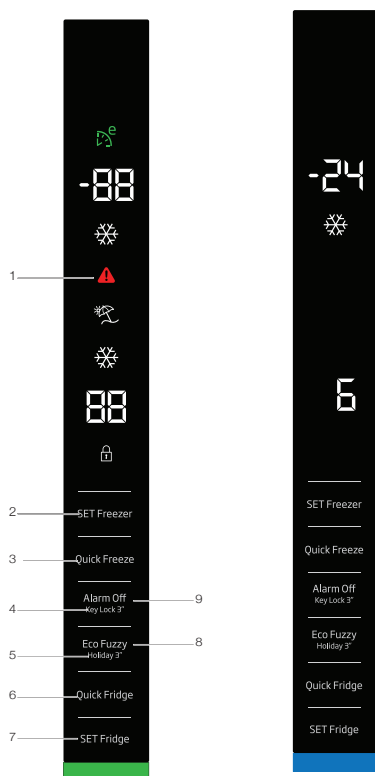 e
-88
1
88
2
SET Freezer
3
Quick Freeze
Alarm Off
9
4
Key Lock 3"
Eco Fuzzy
8
5
Holiday 3"
6
Quick Fridge
7
SET Fridge
-24
6
SET Freezer
Quick Freeze
Alarm Off
Key Lock 3"
Eco Fuzzy
Holiday 3"
Quick Fridge
SET Fridge